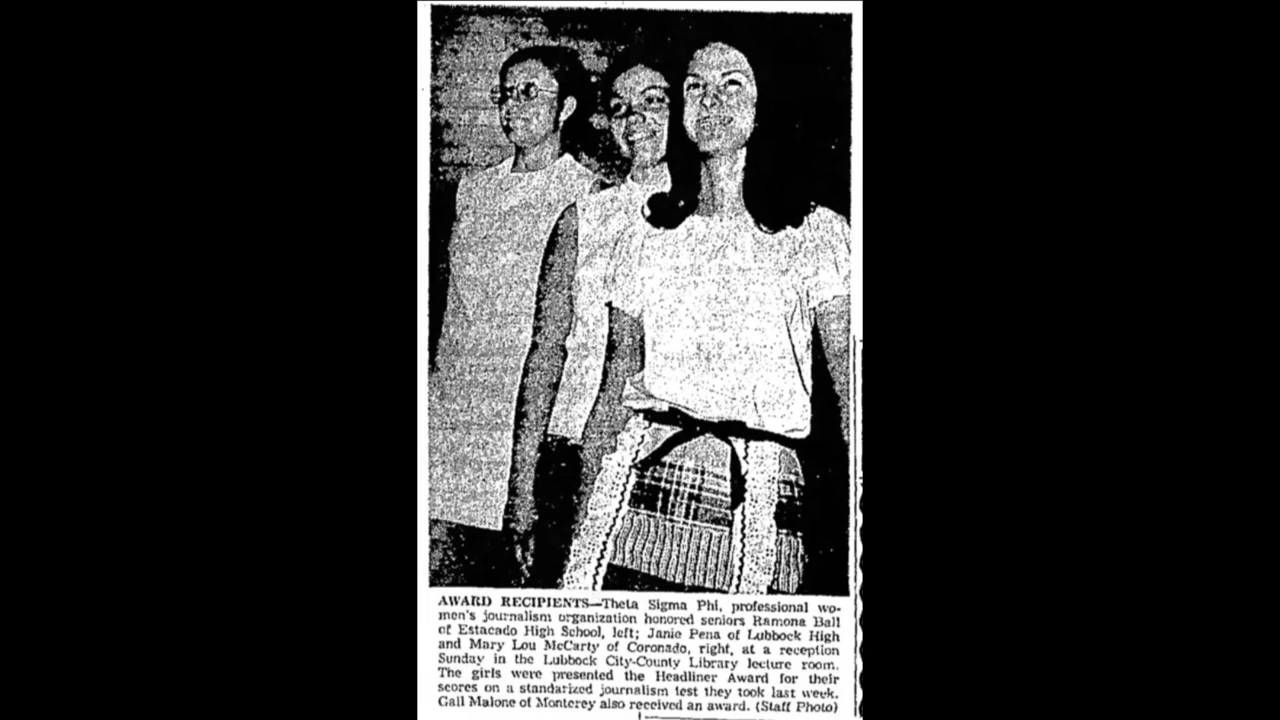 AWARD RECIPIENTS—Theta Sigma Phi, professional wo-
men's journalism organization honored seniors Ramona Ball
of Estacado High School, left; Janie Pena of Lubbock High
and Mary Lou McCarty of Coronado, right, at a reception
Sunday in the Lubbock City-County Library lecture room.
The girls were presented the Headliner Award for their
scores on a standarized journalism test they took last week.
Gail Malone of Monterey also received an award. (Staff Photo)